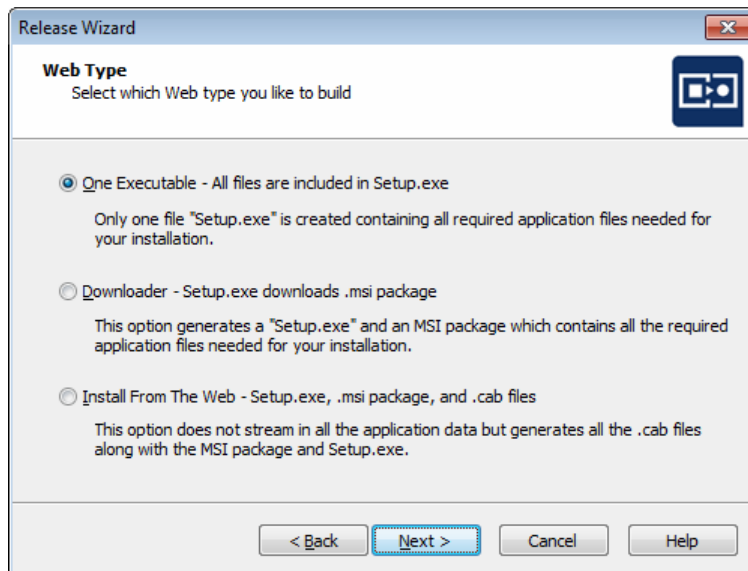 Release Wizard
Web Type
Select which Web type you like to build
One Executable - All files are included in Setup.exe
Only one file "Setup.exe" is created containing all required application files needed for
your installation.
Downloader - Setup.exe downloads .msi package
This option generates a "Setup.exe" and an MSI package which contains all the required
application files needed for your installation.
Install From The Web - Setup.exe, .msi package, and .cab files
This option does not stream in all the application data but generates all the .cab files
along with the MSI package and Setup.exe.
< Back Next > Cancel Help